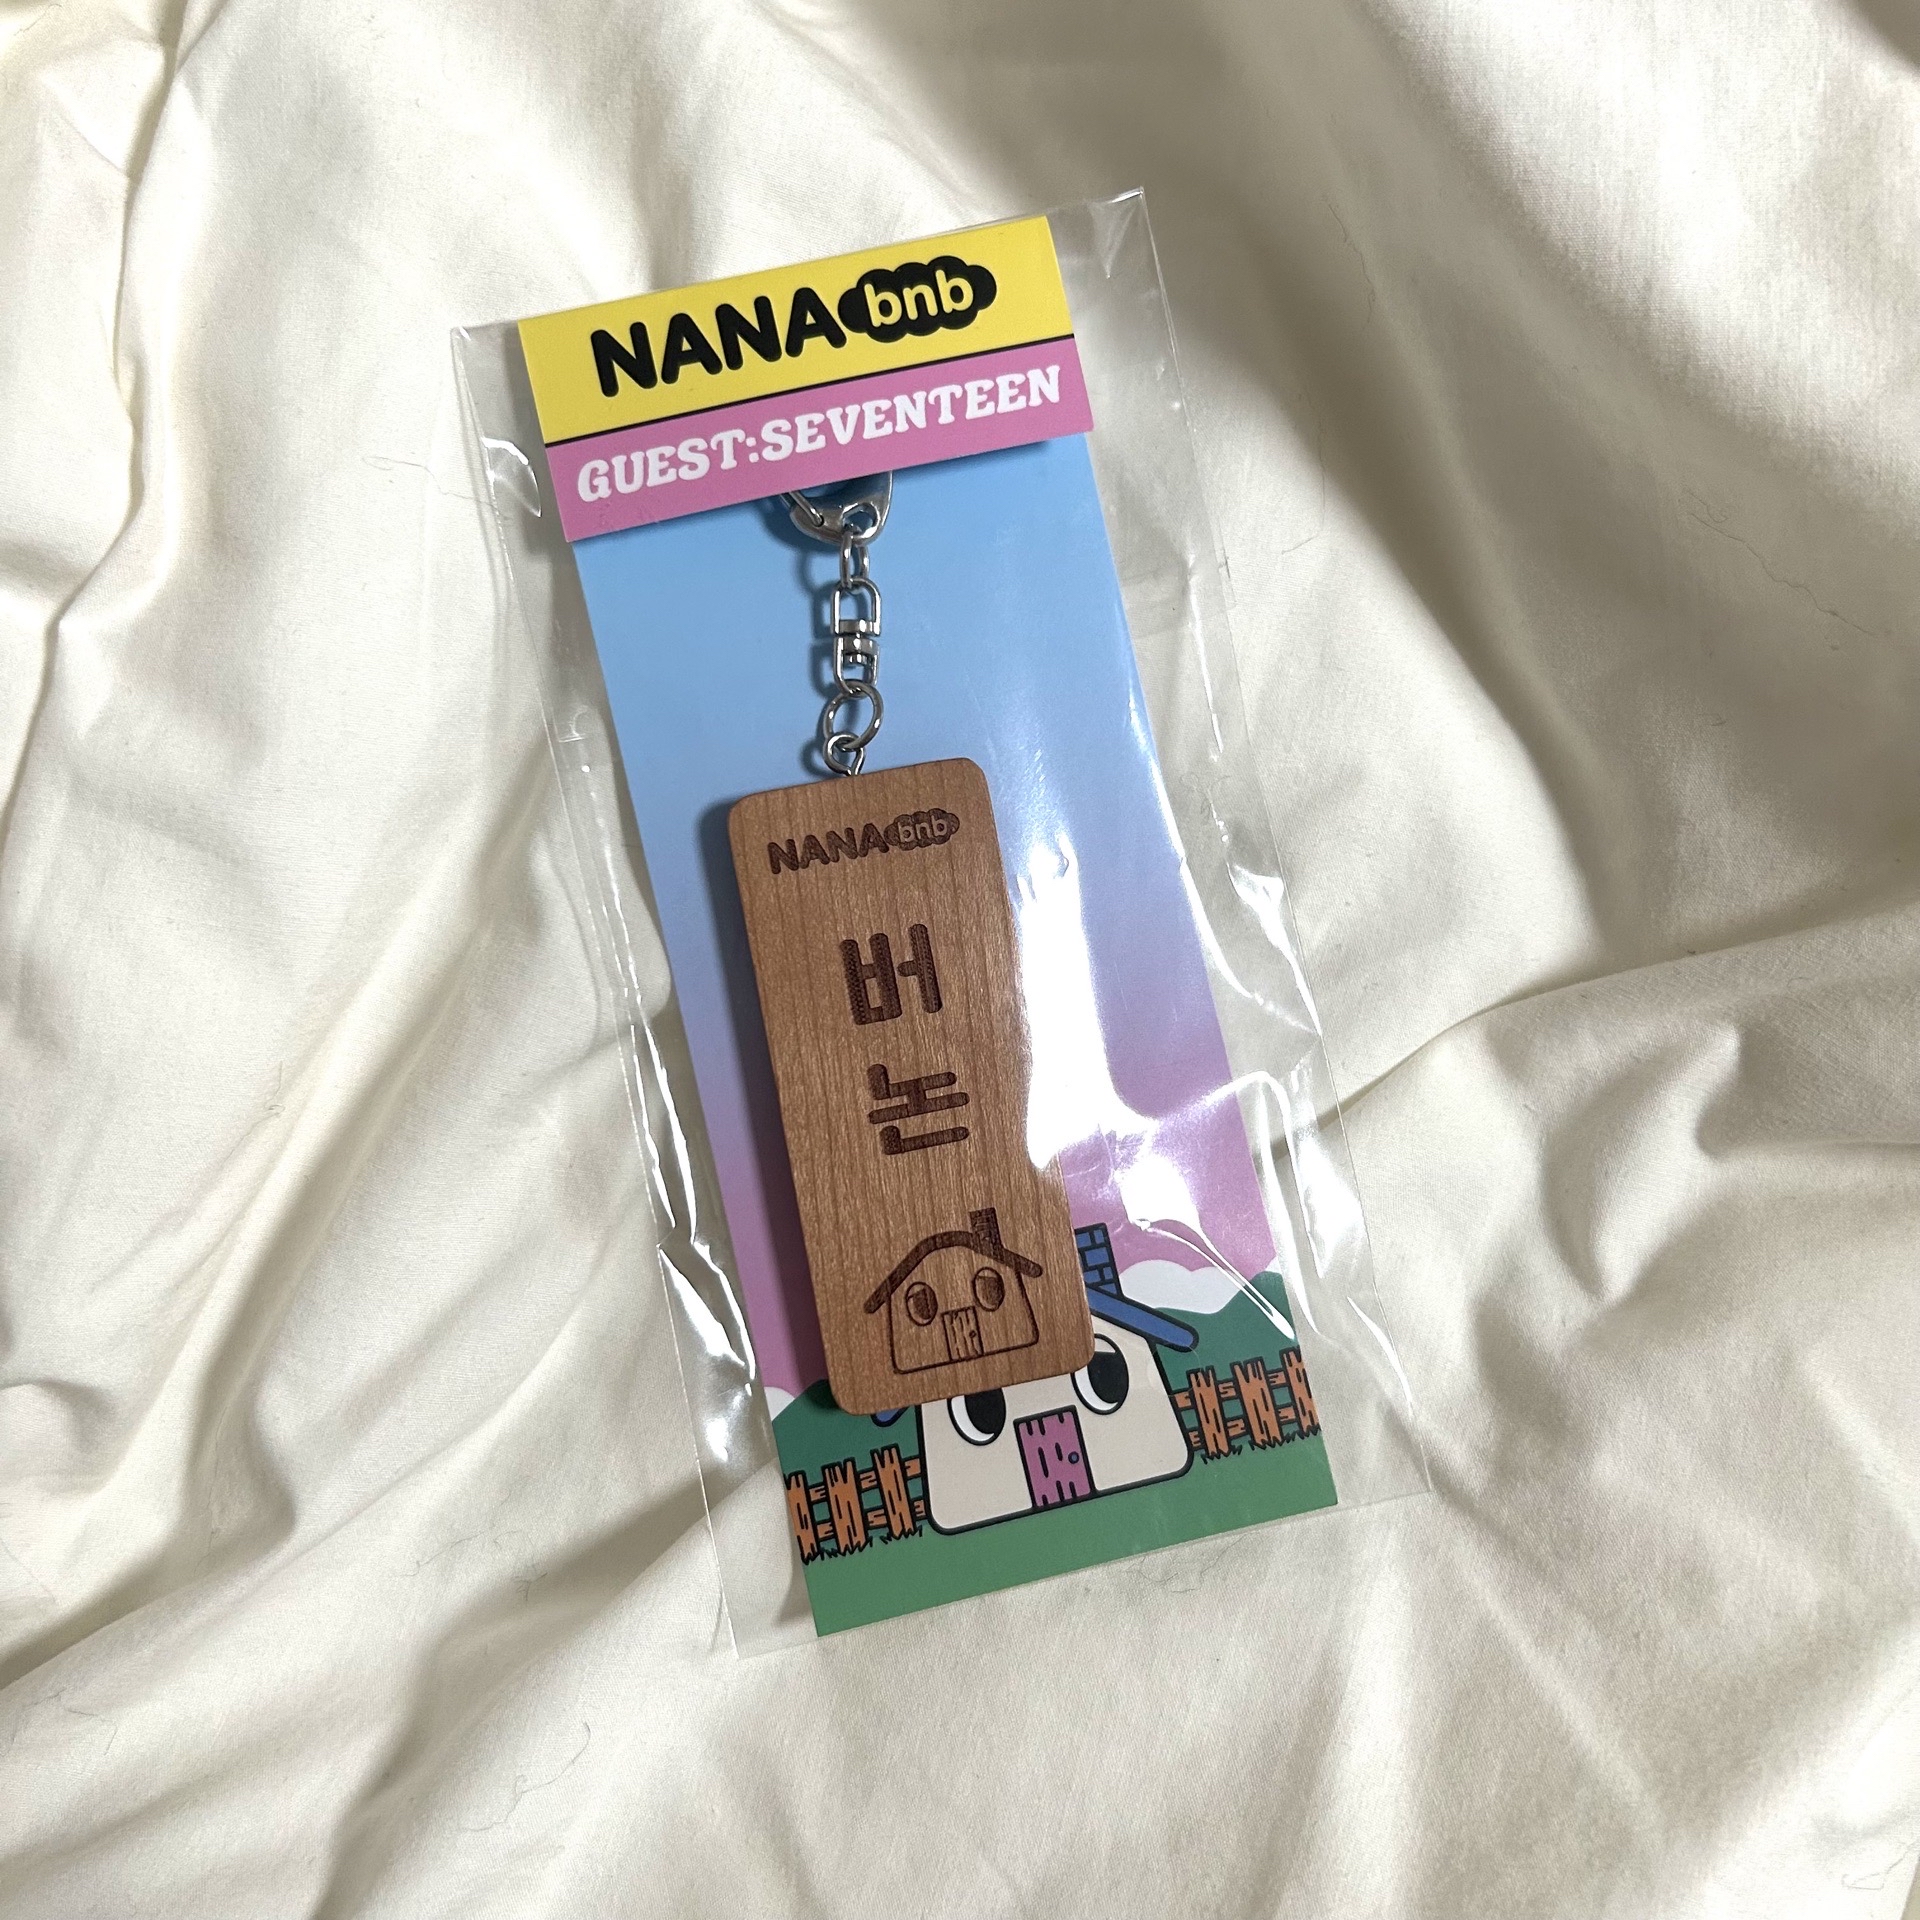 NANA bnb
GUEST:SEVENTEEN
NANA bnb
버
논